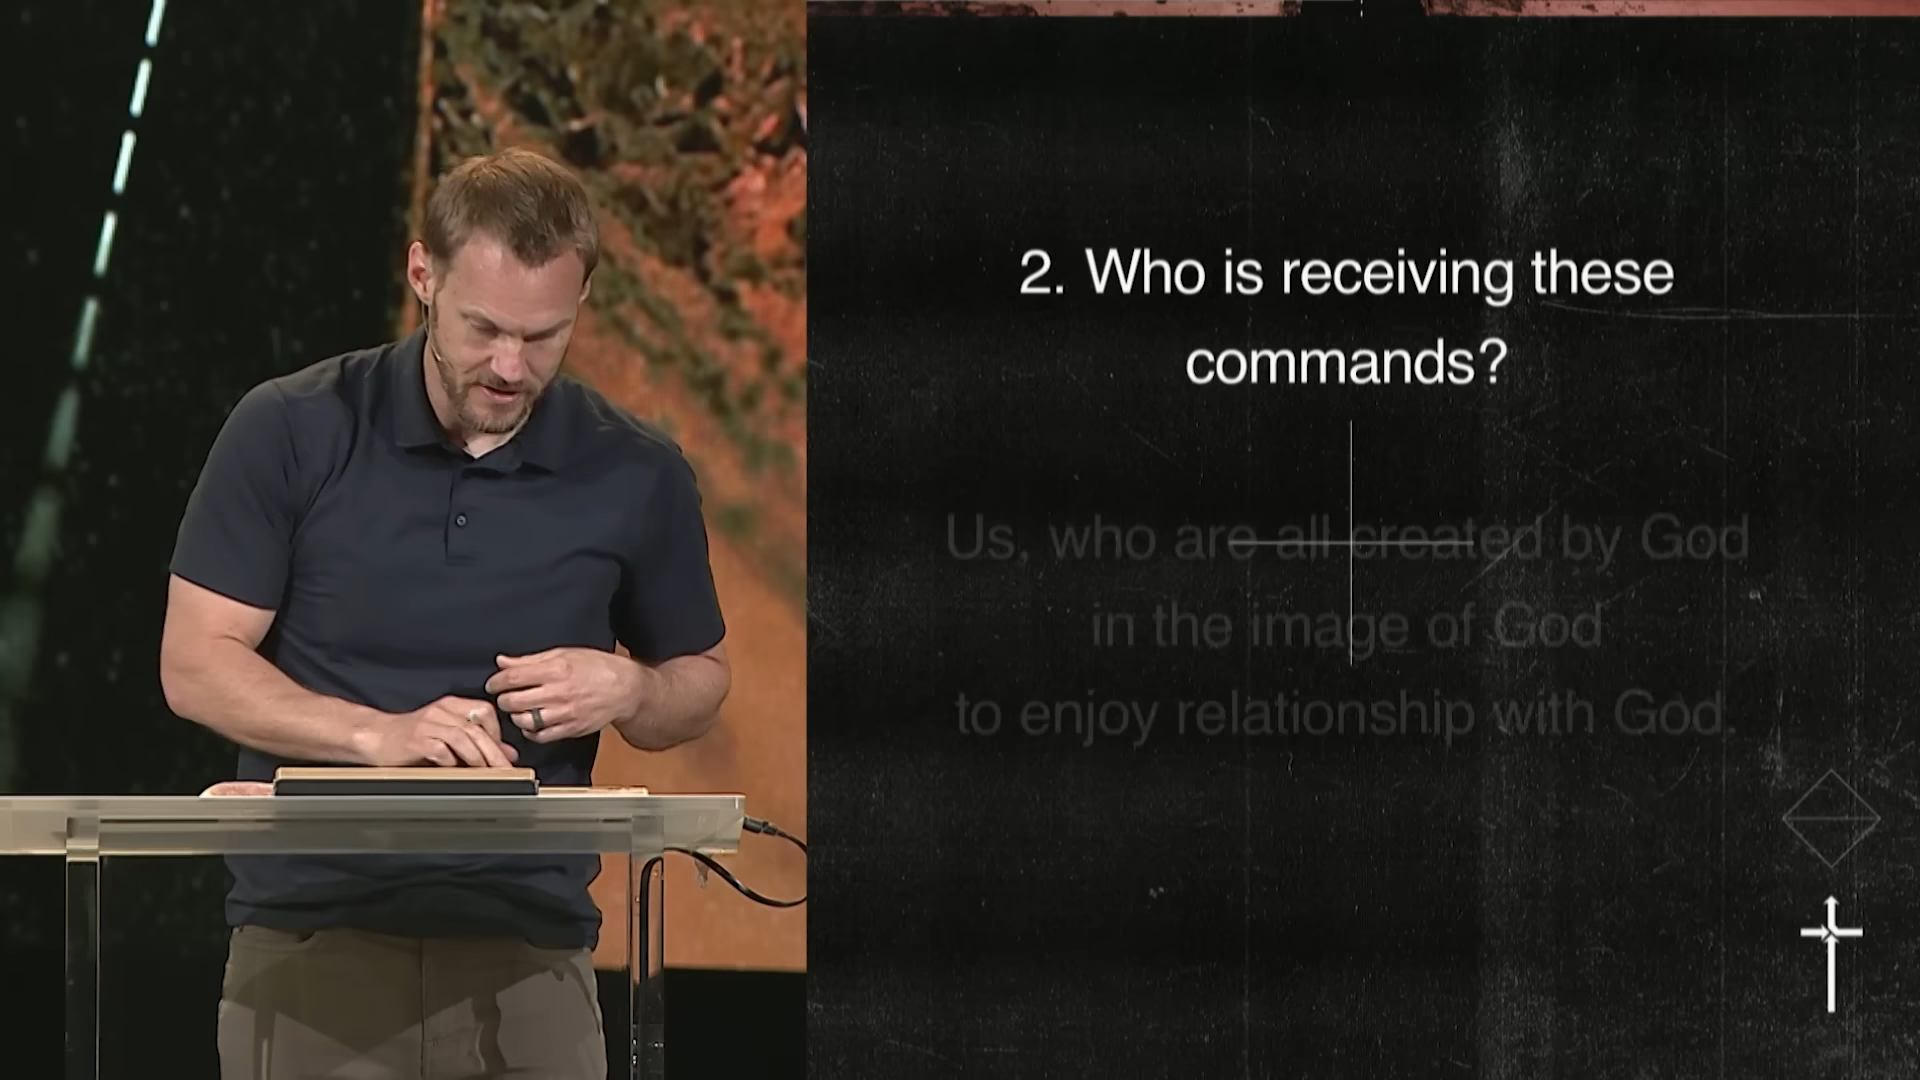 2. Who is receiving these
commands?
Us, who are all created by God
in the image of God
to enjoy relationship with God.